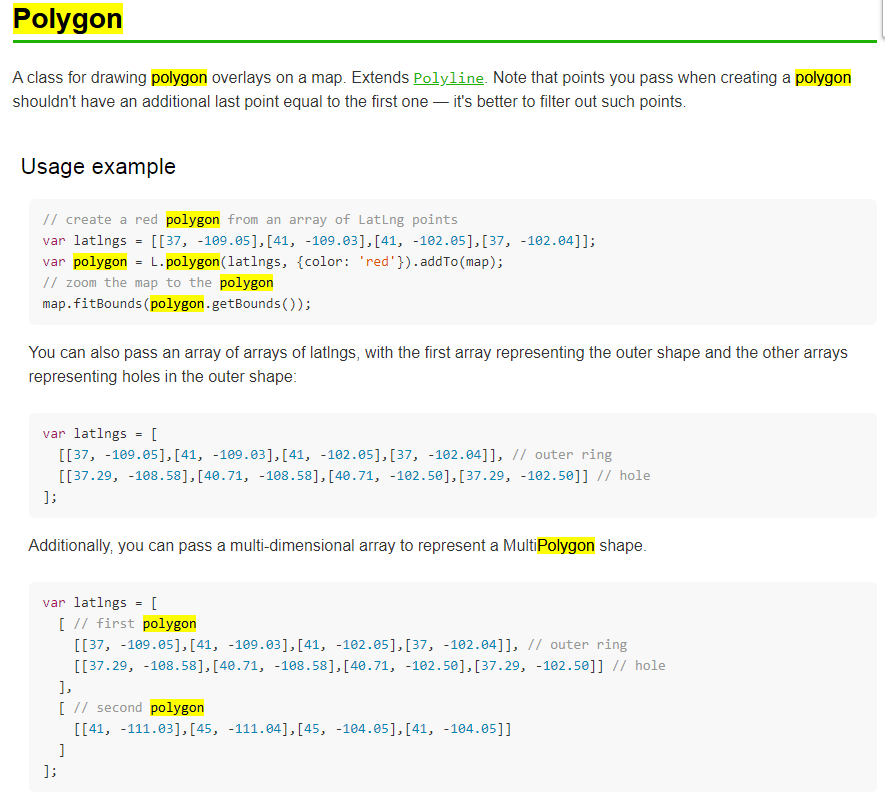 Polygon
A class for drawing polygon overlays on a map. Extends Polyline. Note that points you pass when creating a polygon
shouldn't have an additional last point equal to the first one — it's better to filter out such points.
Usage example
// create a red polygon from an array of LatLng points
var latlngs = [[37, -109.05],[41, -109.03],[41, -102.05],[37, -102.04]];
var polygon = L.polygon(latlngs, {color: 'red'}).addTo(map);
// zoom the map to the polygon
map.fitBounds(polygon.getBounds());
You can also pass an array of arrays of latlngs, with the first array representing the outer shape and the other arrays
representing holes in the outer shape:
var latlngs = [
  [[37, -109.05],[41, -109.03],[41, -102.05],[37, -102.04]], // outer ring
  [[37.29, -108.58],[40.71, -108.58],[40.71, -102.50],[37.29, -102.50]] // hole
];
Additionally, you can pass a multi-dimensional array to represent a MultiPolygon shape.
var latlngs = [
  [ // first polygon
    [[37, -109.05],[41, -109.03],[41, -102.05],[37, -102.04]], // outer ring
    [[37.29, -108.58],[40.71, -108.58],[40.71, -102.50],[37.29, -102.50]] // hole
  ],
  [ // second polygon
    [[41, -111.03],[45, -111.04],[45, -104.05],[41, -104.05]]
  ]
];